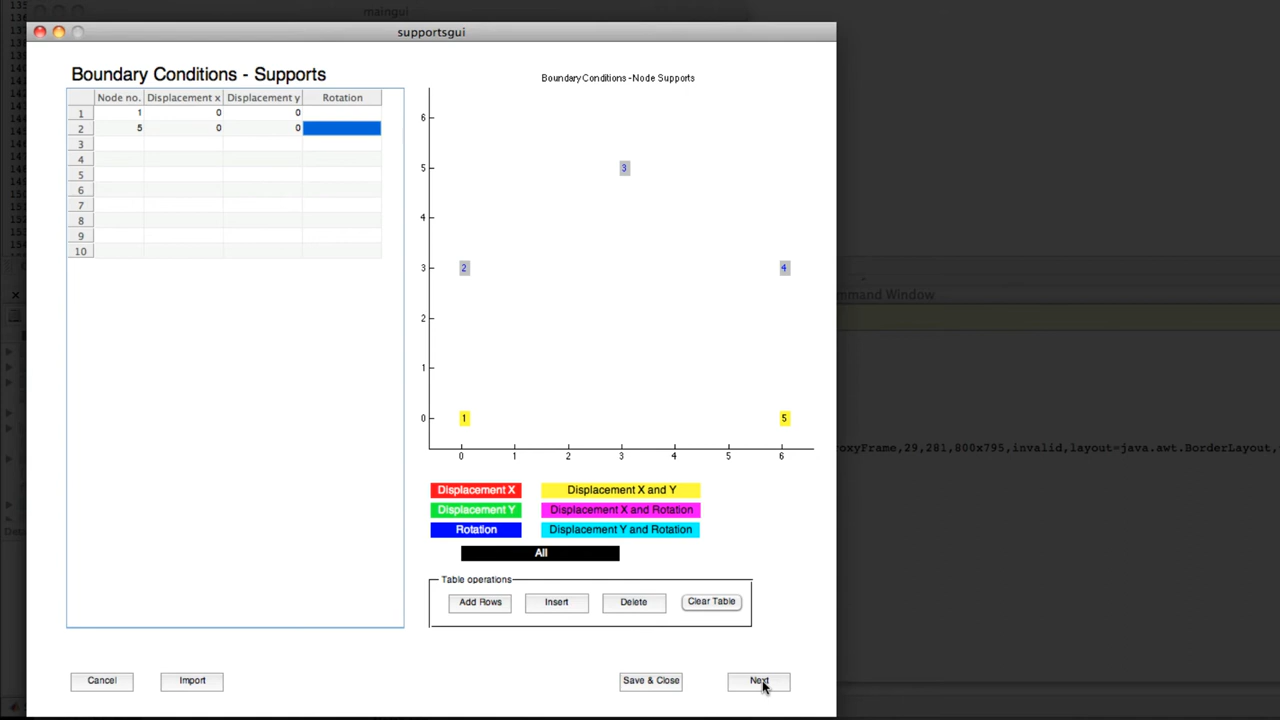 maingui
supportsgui
Boundary Conditions - Supports
Node no. Displacement x Displacement y Rotation
1 1 0 0
2 5 0 0
3
4
5
6
7
8
9
10
Boundary Conditions - Node Supports
6
5
4
3
2
1
0
0 1 2 3 4 5 6
3
2 4
1 5
Displacement X Displacement X and Y
Displacement Y Displacement X and Rotation
Rotation Displacement Y and Rotation
All
Table operations
Add Rows Insert Delete Clear Table
Cancel Import Save & Close Next
mmand Window
oxyFrame,29,281,800x795,invalid,layout=java.awt.BorderLayout,